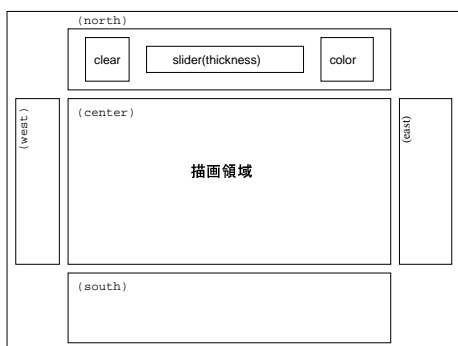 (north)
clear
slider(thickness)
color
(west)
(center)
(east)
描画領域
(south)